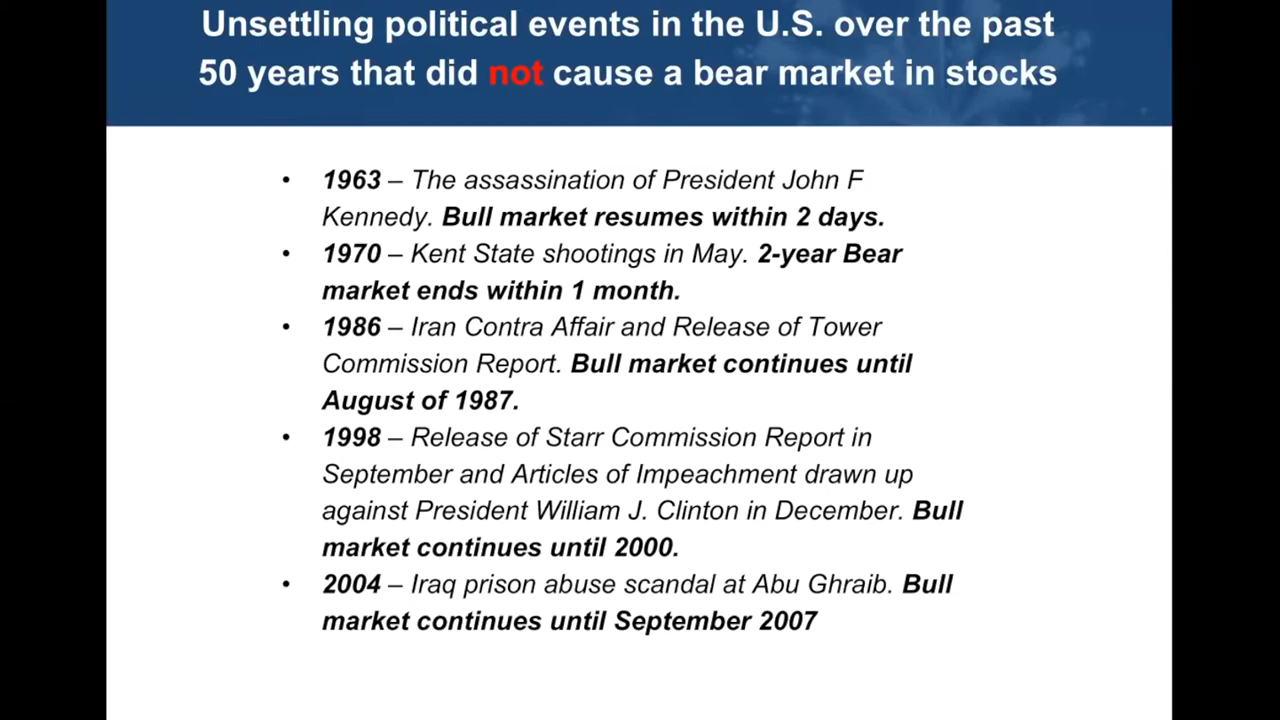 Unsettling political events in the U.S. over the past
50 years that did not cause a bear market in stocks
• 1963 – The assassination of President John F
Kennedy. Bull market resumes within 2 days.
• 1970 – Kent State shootings in May. 2-year Bear
market ends within 1 month.
• 1986 – Iran Contra Affair and Release of Tower
Commission Report. Bull market continues until
August of 1987.
• 1998 – Release of Starr Commission Report in
September and Articles of Impeachment drawn up
against President William J. Clinton in December. Bull
market continues until 2000.
• 2004 – Iraq prison abuse scandal at Abu Ghraib. Bull
market continues until September 2007